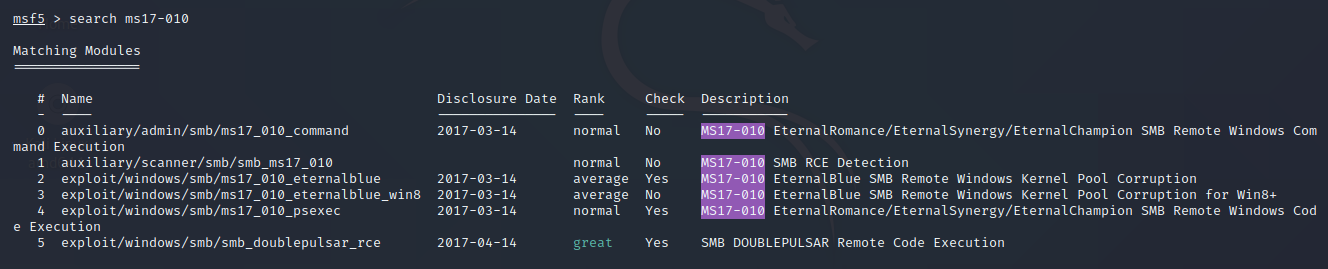 msf5 > search ms17-010
Matching Modules
================
# Name Disclosure Date Rank Check Description
- ---- --------------- ---- ----- -----------
0 auxiliary/admin/smb/ms17_010_command 2017-03-14 normal No MS17-010 EternalRomance/EternalSynergy/EternalChampion SMB Remote Windows Com
mand Execution
1 auxiliary/scanner/smb/smb_ms17_010 normal No MS17-010 SMB RCE Detection
2 exploit/windows/smb/ms17_010_eternalblue 2017-03-14 average Yes MS17-010 EternalBlue SMB Remote Windows Kernel Pool Corruption
3 exploit/windows/smb/ms17_010_eternalblue_win8 2017-03-14 average No MS17-010 EternalBlue SMB Remote Windows Kernel Pool Corruption for Win8+
4 exploit/windows/smb/ms17_010_psexec 2017-03-14 normal Yes MS17-010 EternalRomance/EternalSynergy/EternalChampion SMB Remote Windows Cod
e Execution
5 exploit/windows/smb/smb_doublepulsar_rce 2017-04-14 great Yes SMB DOUBLEPULSAR Remote Code Execution